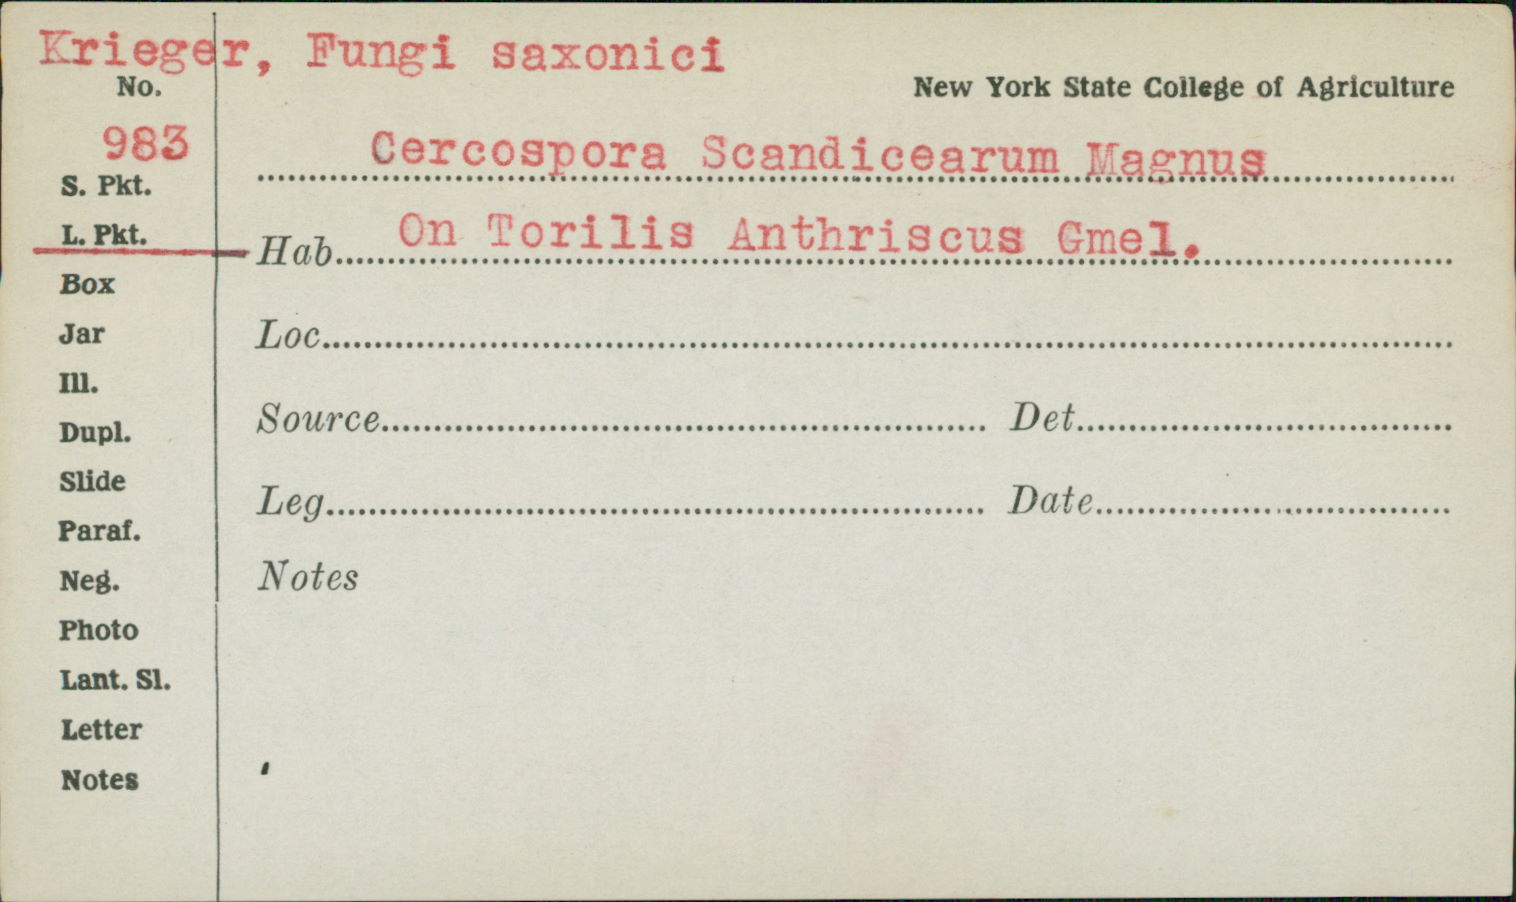 Krieger, Fungi saxonici
No.
New York State College of Agriculture
983
Cercospora Scandicearum Magnus
S. Pkt.
L. Pkt.
Hab. On Torilis Anthriscus Gmel.
Box
Jar
Loc.
Ill.
Dupl.
Source Det.
Slide
Leg. Date
Paraf.
Neg.
Notes
Photo
Lant. Sl.
Letter
Notes